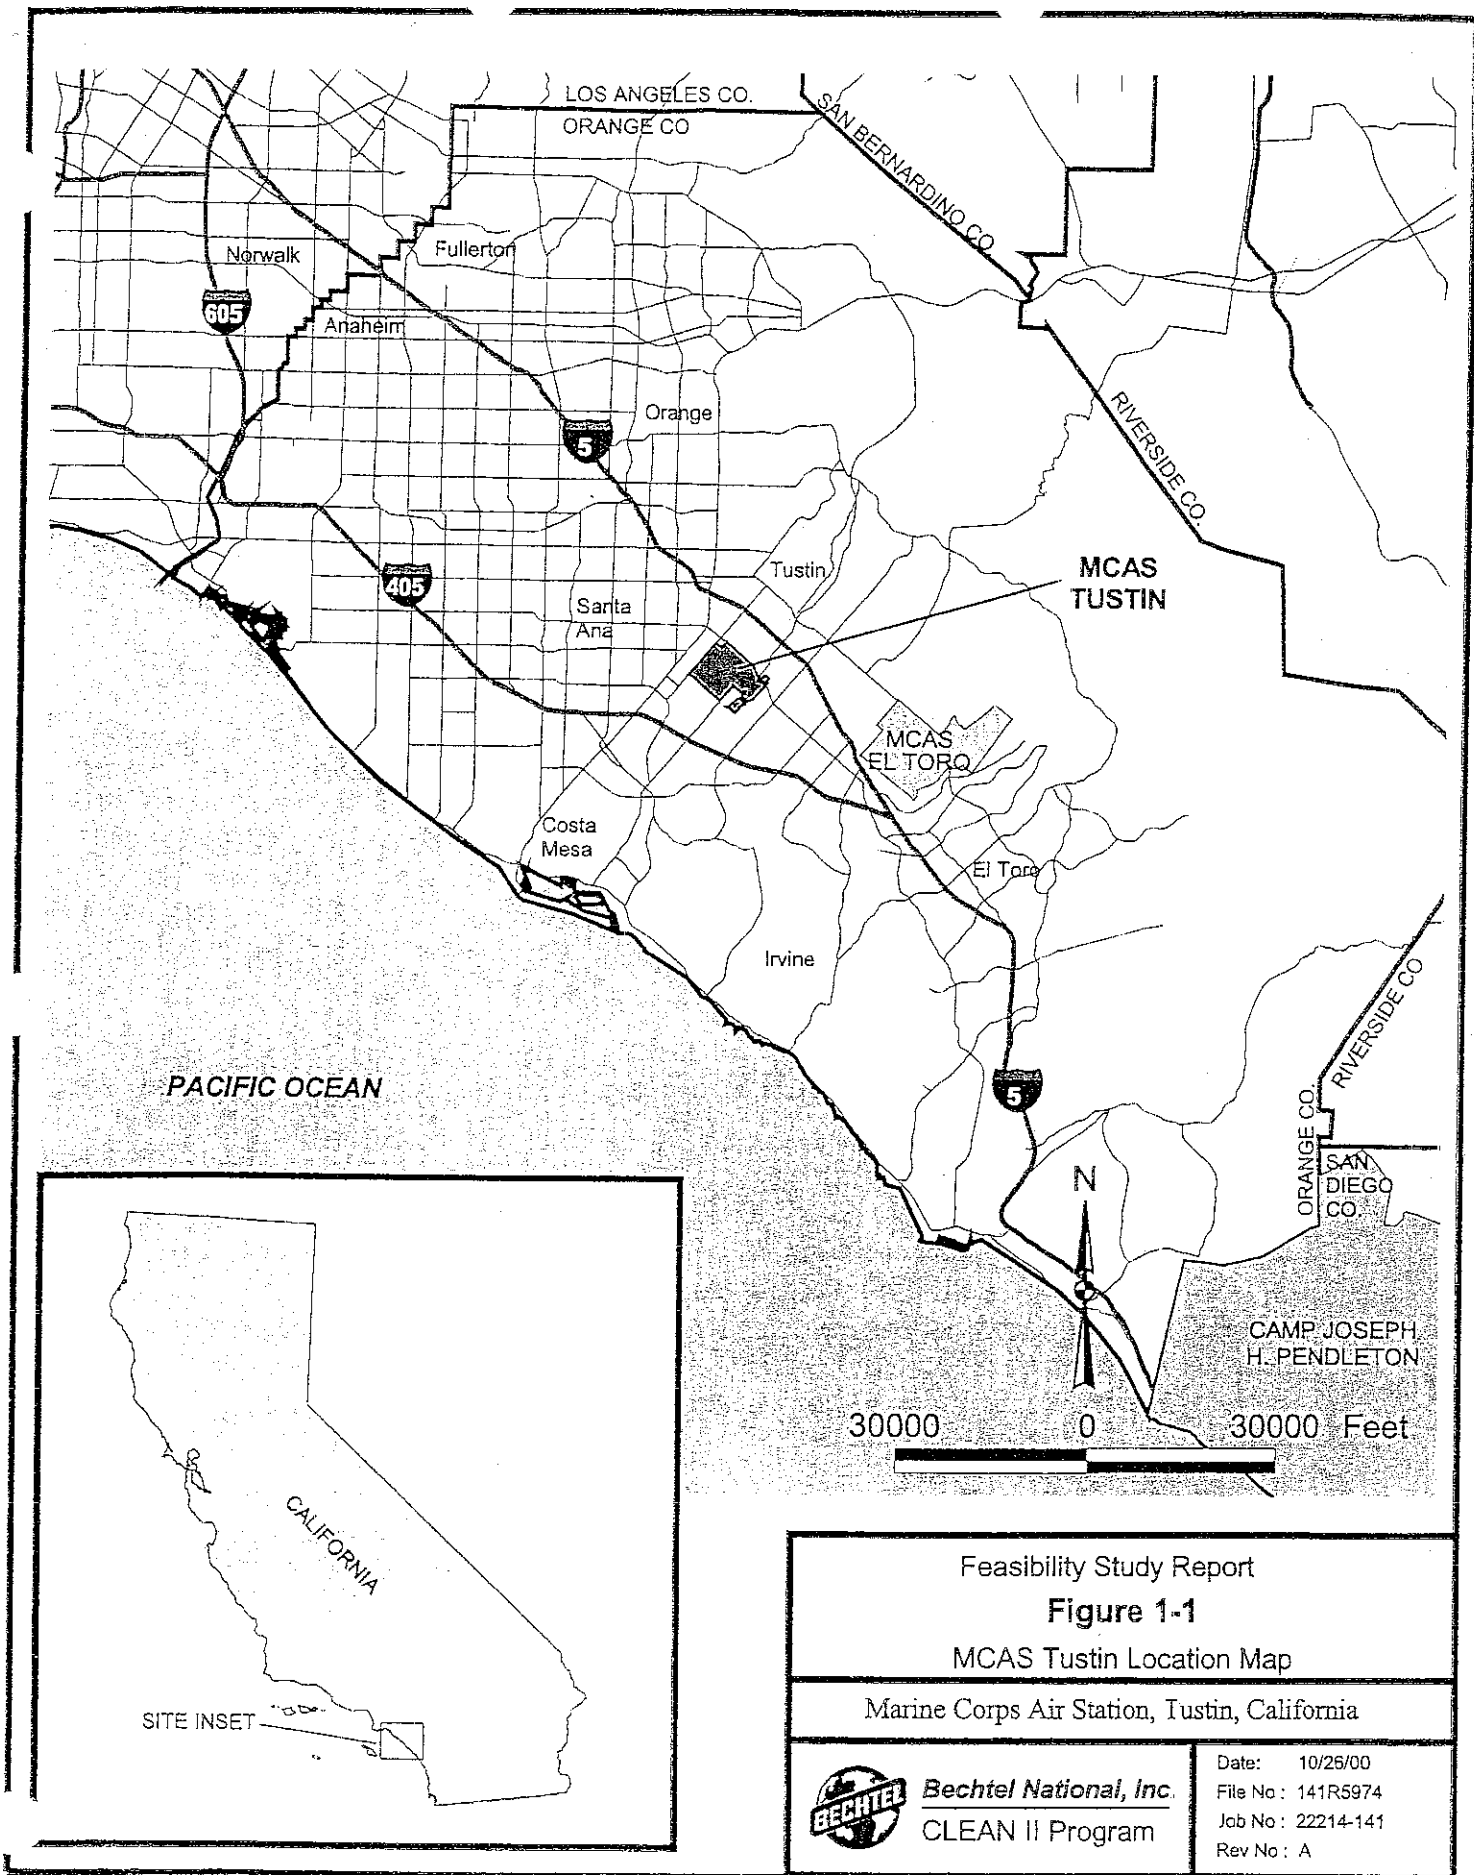 LOS ANGELES CO.
ORANGE CO
SAN BERNARDINO CO.
Norwalk
Fullerton
605
Anaheim
Orange
5
RIVERSIDE CO.
405
Tustin
MCAS
TUSTIN
Santa
Ana
MCAS
EL TORO
Costa
Mesa
El Toro
Irvine
RIVERSIDE CO
PACIFIC OCEAN
5
ORANGE CO.
SAN
DIEGO
CO.
N
CAMP JOSEPH
H. PENDLETON
30000 0 30000 Feet
CALIFORNIA
SITE INSET
Feasibility Study Report
Figure 1-1
MCAS Tustin Location Map
Marine Corps Air Station, Tustin, California
BECHTEL
Bechtel National, Inc.
CLEAN II Program
Date: 10/26/00
File No : 141R5974
Job No : 22214-141
Rev No : A